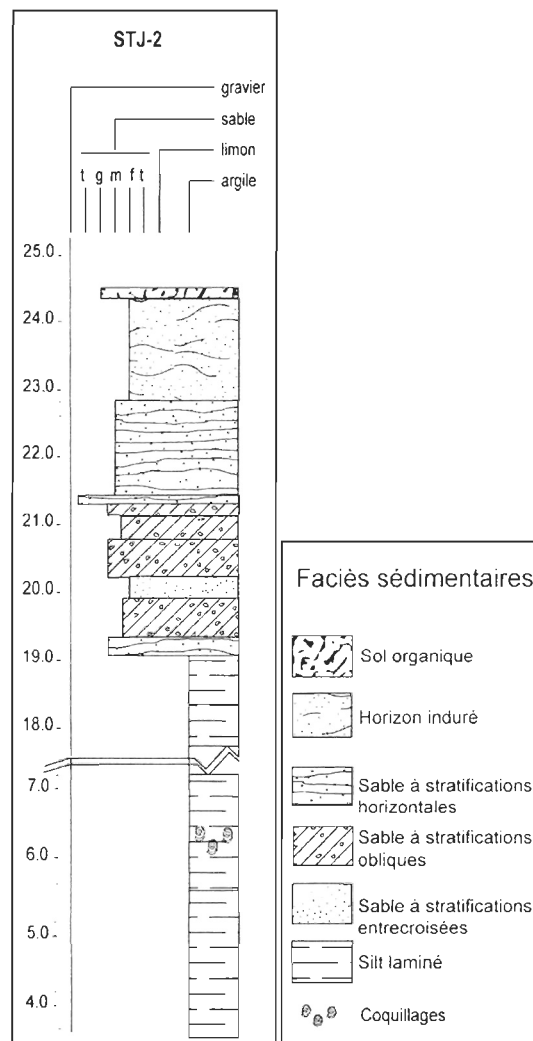 STJ-2
gravier
sable
limon
t g m f t
argile
25.0
24.0
23.0
22.0
21.0
20.0
19.0
18.0
7.0
6.0
5.0
4.0
Faciès sédimentaires
Sol organique
Horizon induré
Sable à stratifications
horizontales
Sable à stratifications
obliques
Sable à stratifications
entrecroisées
Silt laminé
Coquillages